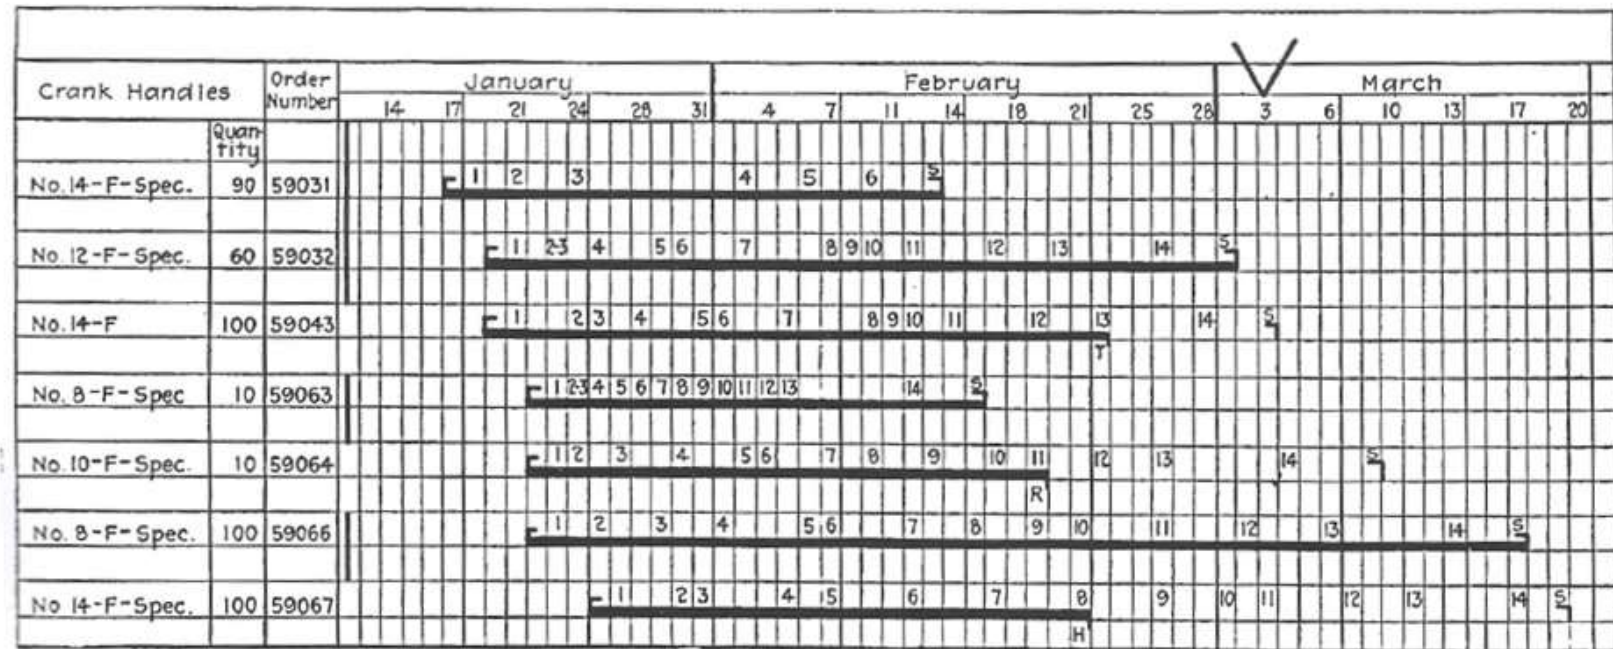 Crank Handles Order Number January February March
14 17 21 24 28 31 4 7 11 14 18 21 25 28 3 6 10 13 17 20
Quan-tity
No. 14-F-Spec. 90 59031 1 2 3 4 5 6 S
No. 12-F-Spec. 60 59032 1 2-3 4 5 6 7 8 9 10 11 12 13 14 S
No. 14-F 100 59043 1 2 3 4 5 6 7 8 9 10 11 12 13 14 S
T
No. 8-F-Spec 10 59063 1 2-3 4 5 6 7 8 9 10 11 12 13 14 S
No. 10-F-Spec. 10 59064 1 2 3 4 5 6 7 8 9 10 11 12 13 14 S
R
No. 8-F-Spec. 100 59066 1 2 3 4 5 6 7 8 9 10 11 12 13 14 S
No 14-F-Spec. 100 59067 1 2 3 4 5 6 7 8 9 10 11 12 13 14 S
H